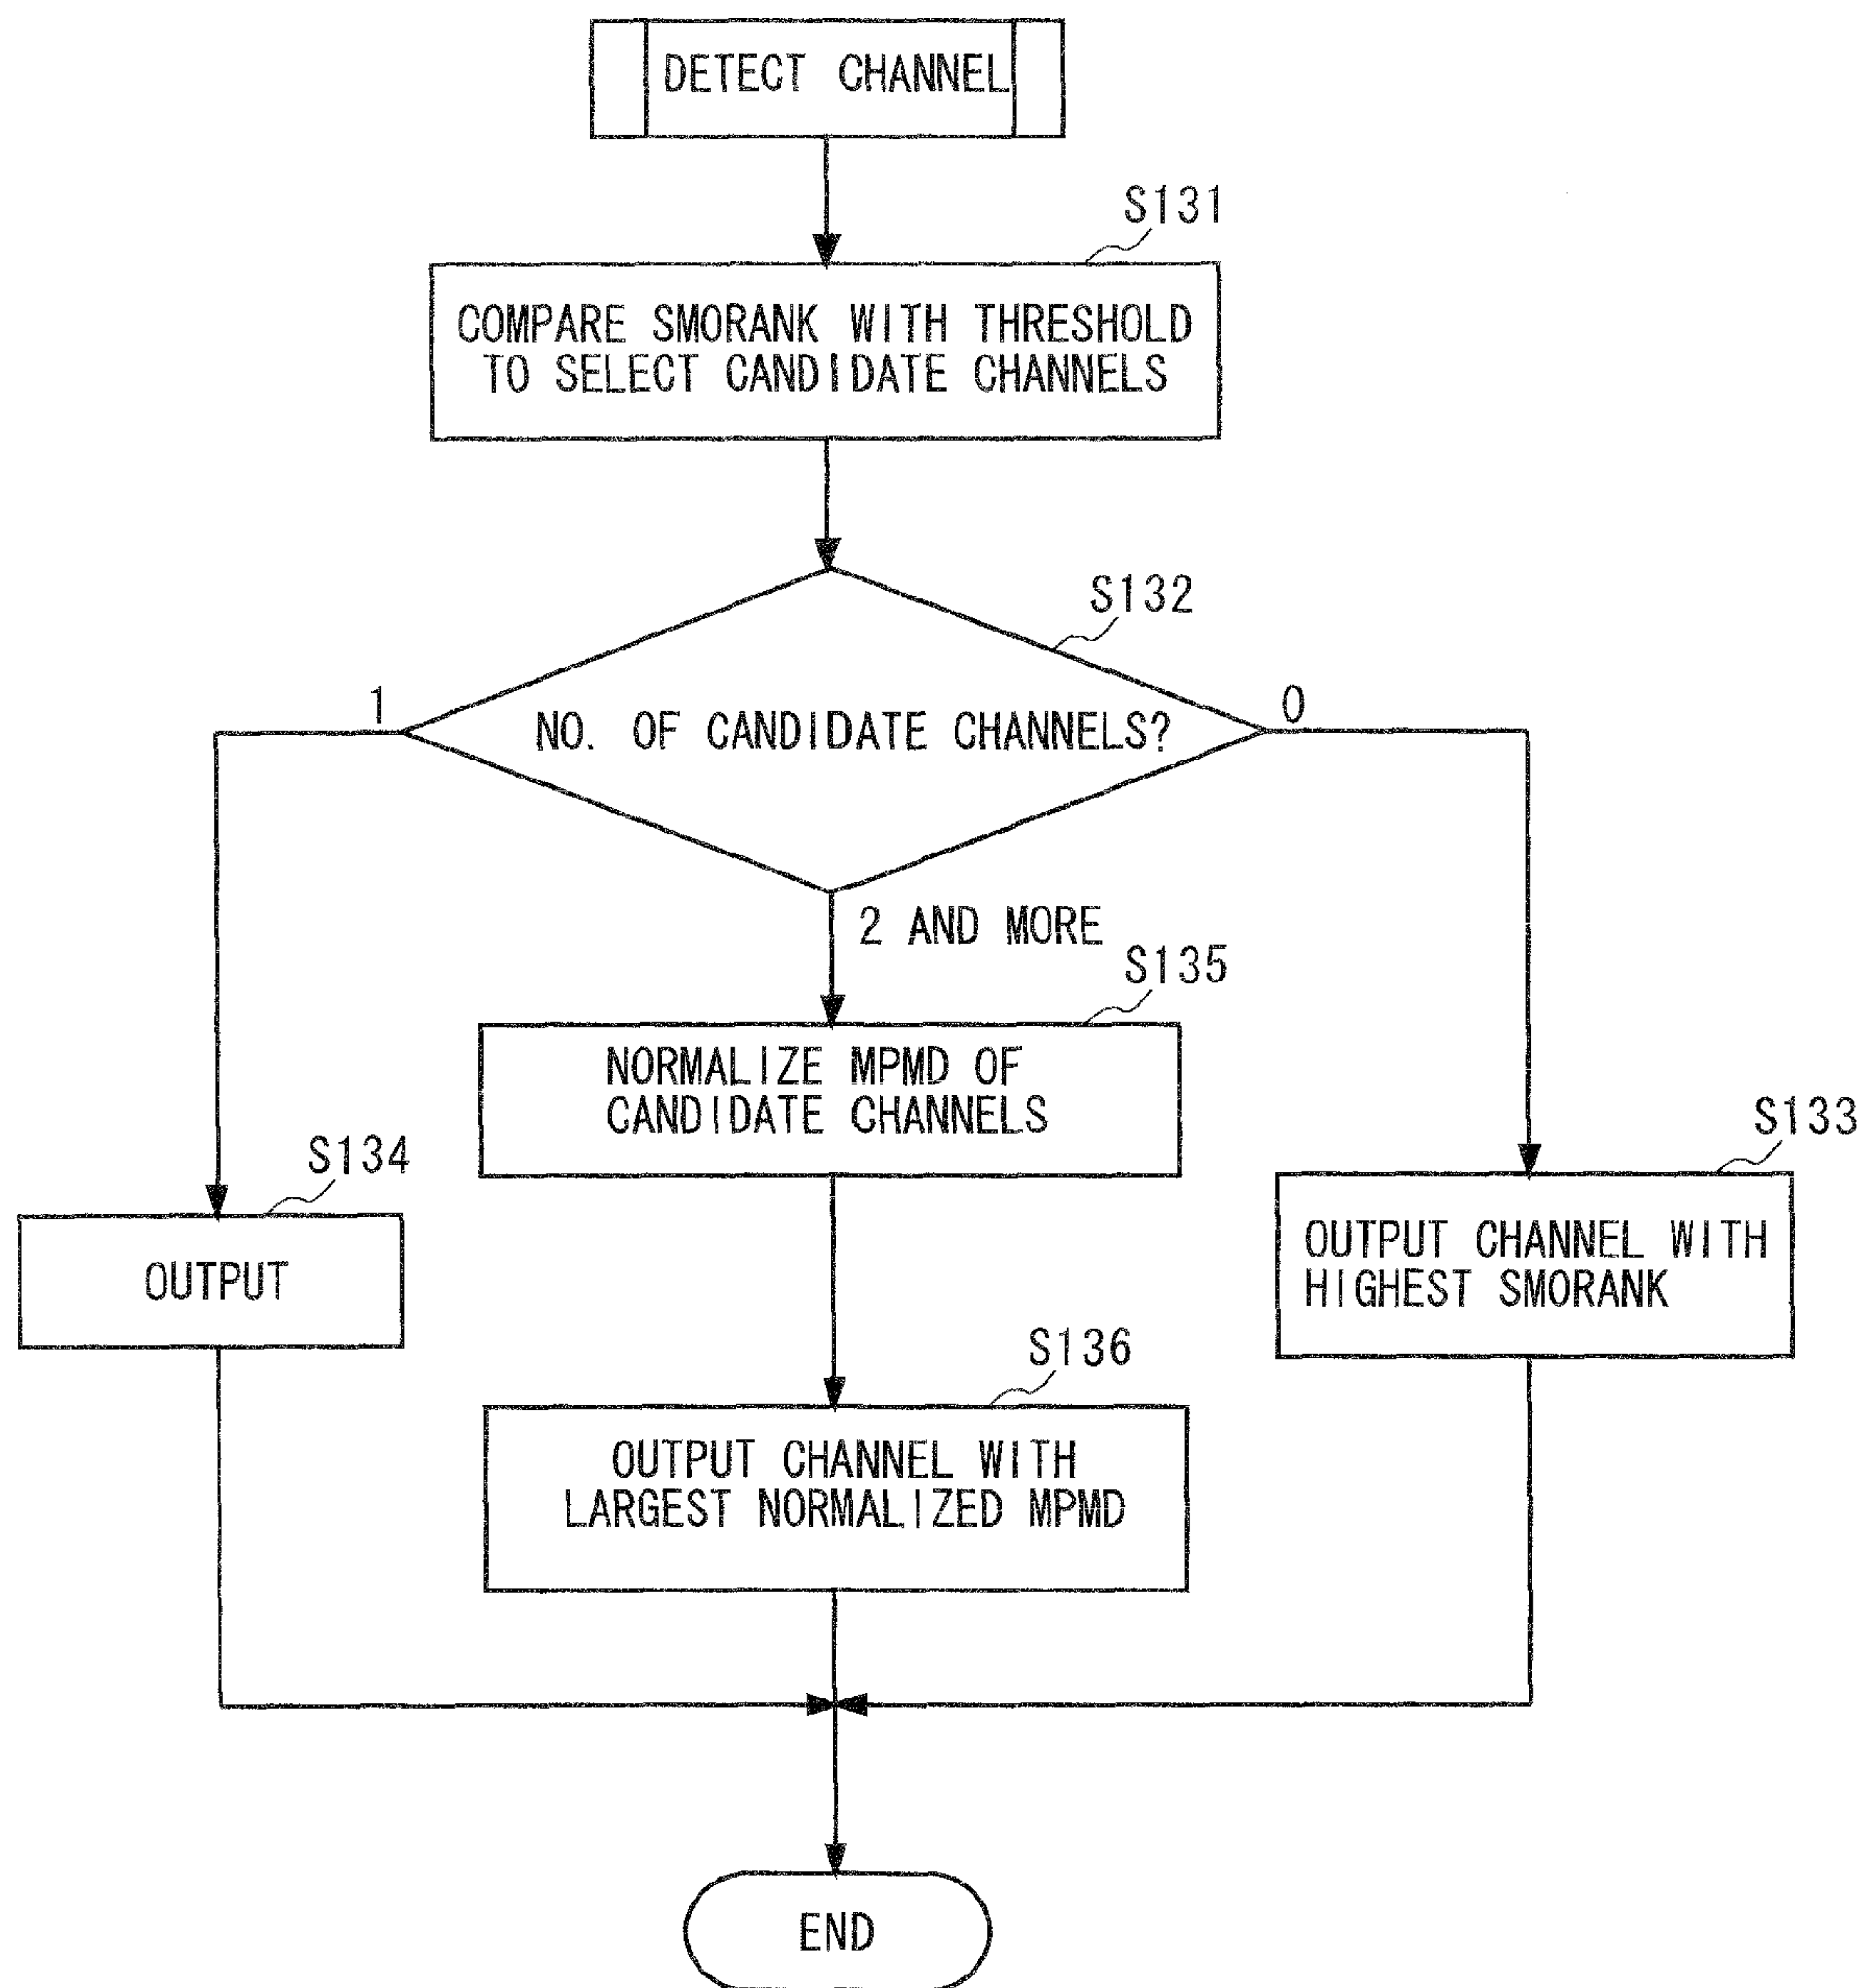 DETECT CHANNEL
S131
COMPARE SMORANK WITH THRESHOLD
TO SELECT CANDIDATE CHANNELS
S132
1
NO. OF CANDIDATE CHANNELS?
0
2 AND MORE
S135
NORMALIZE MPMD OF
CANDIDATE CHANNELS
S134
OUTPUT
S133
OUTPUT CHANNEL WITH
HIGHEST SMORANK
S136
OUTPUT CHANNEL WITH
LARGEST NORMALIZED MPMD
END